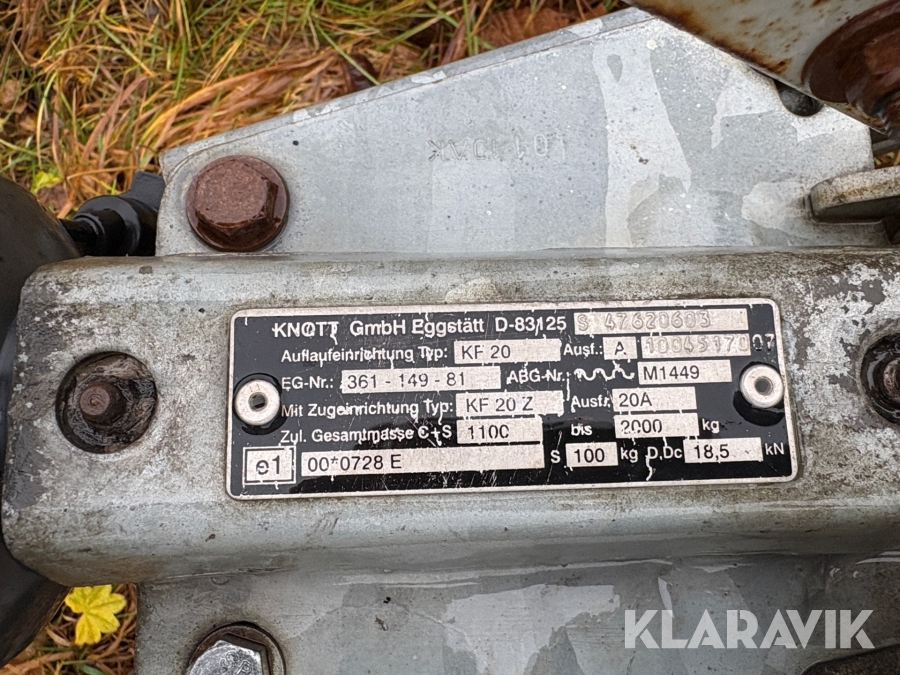 KNOTT GmbH Eggstätt D-83125 S 47620603
Auflaufeinrichtung Typ: KF 20 Ausf.: A
EG-Nr.: 361 - 149 - 81 ABG-Nr.: M1449
Mit Zugeinrichtung Typ: KF 20 Z Ausf.: 20A
Zul. Gesamtmasse C+S 1100 bis 2000 kg
e1 00*0728 E S 100 kg D,Dc 18,5 kN
KLARAVIK